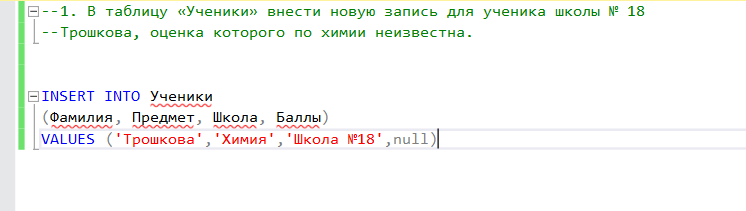 --1. В таблицу «Ученики» внести новую запись для ученика школы № 18
--Трошкова, оценка которого по химии неизвестна.
INSERT INTO Ученики
(Фамилия, Предмет, Школа, Баллы)
VALUES ('Трошкова','Химия','Школа №18',null)